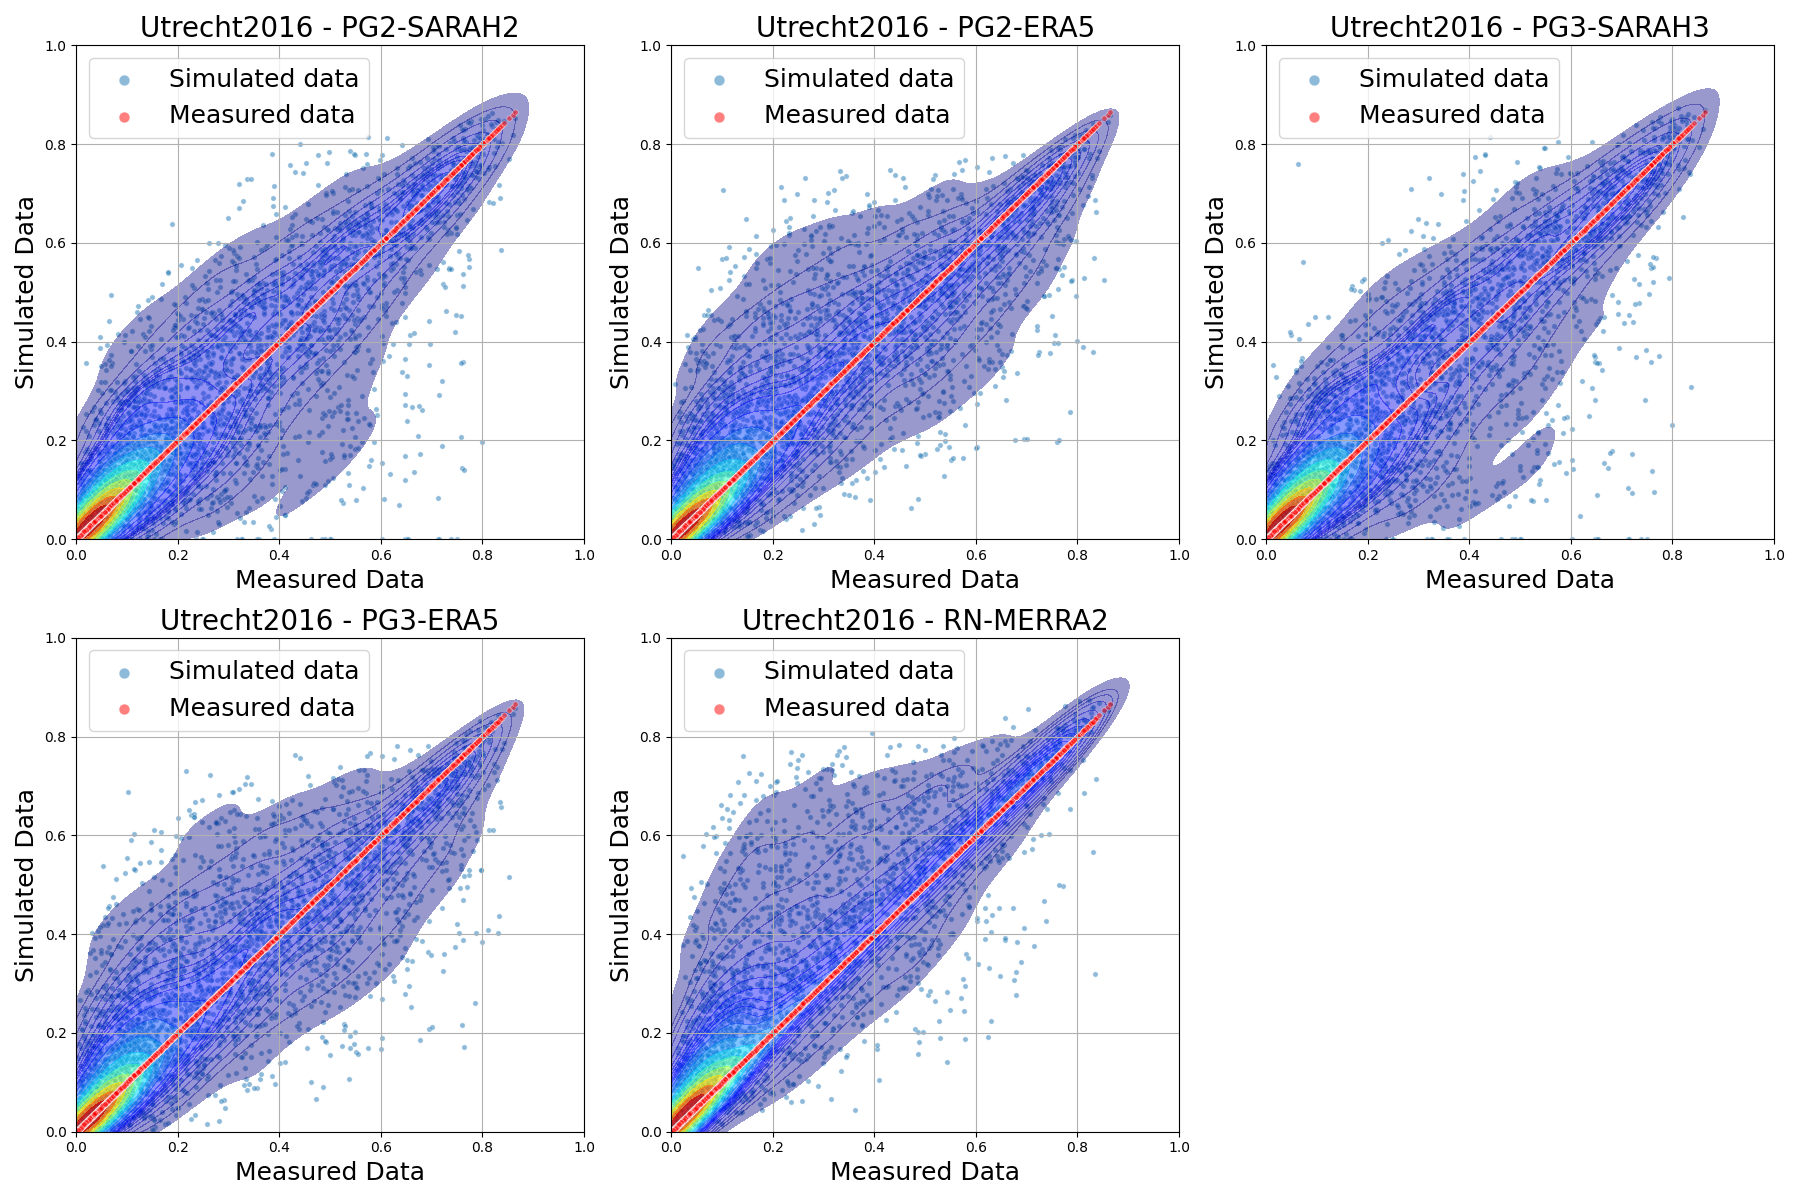 Utrecht2016 - PG2-SARAH2
Simulated data
Measured data
Simulated Data
1.0
0.8
0.6
0.4
0.2
0.0
0.0 0.2 0.4 0.6 0.8 1.0
Measured Data
Utrecht2016 - PG2-ERA5
Simulated data
Measured data
Simulated Data
1.0
0.8
0.6
0.4
0.2
0.0
0.0 0.2 0.4 0.6 0.8 1.0
Measured Data
Utrecht2016 - PG3-SARAH3
Simulated data
Measured data
Simulated Data
1.0
0.8
0.6
0.4
0.2
0.0
0.0 0.2 0.4 0.6 0.8 1.0
Measured Data
Utrecht2016 - PG3-ERA5
Simulated data
Measured data
Simulated Data
1.0
0.8
0.6
0.4
0.2
0.0
0.0 0.2 0.4 0.6 0.8 1.0
Measured Data
Utrecht2016 - RN-MERRA2
Simulated data
Measured data
Simulated Data
1.0
0.8
0.6
0.4
0.2
0.0
0.0 0.2 0.4 0.6 0.8 1.0
Measured Data